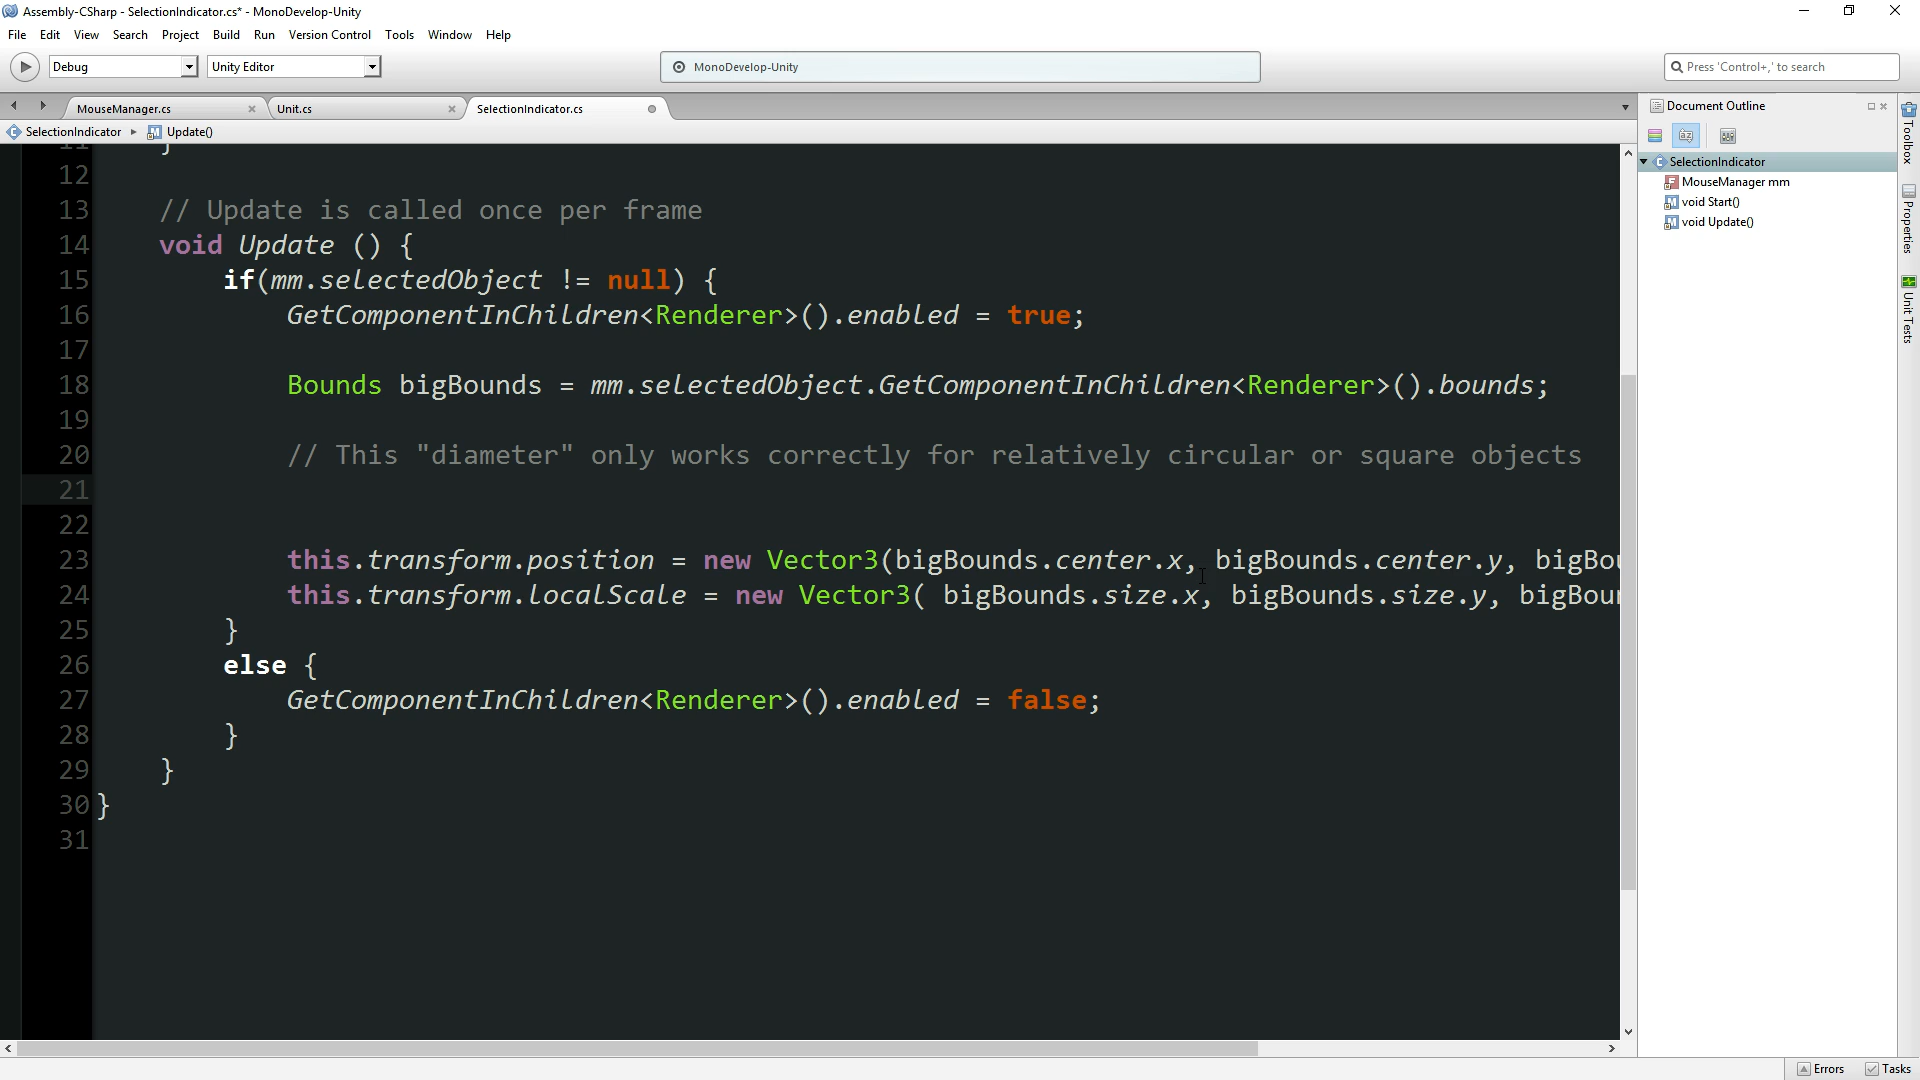 Assembly-CSharp - SelectionIndicator.cs* - MonoDevelop-Unity
File Edit View Search Project Build Run Version Control Tools Window Help
Debug Unity Editor MonoDevelop-Unity Press 'Control+,' to search
MouseManager.cs Unit.cs SelectionIndicator.cs
SelectionIndicator Update()
Document Outline
SelectionIndicator
MouseManager mm
void Start()
void Update()
Toolbox
Properties
Unit Tests
11 }
12
13 // Update is called once per frame
14 void Update () {
15 if(mm.selectedObject != null) {
16 GetComponentInChildren<Renderer>().enabled = true;
17
18 Bounds bigBounds = mm.selectedObject.GetComponentInChildren<Renderer>().bounds;
19
20 // This "diameter" only works correctly for relatively circular or square objects
21
22
23 this.transform.position = new Vector3(bigBounds.center.x, bigBounds.center.y, bigBou
24 this.transform.localScale = new Vector3( bigBounds.size.x, bigBounds.size.y, bigBoun
25 }
26 else {
27 GetComponentInChildren<Renderer>().enabled = false;
28 }
29 }
30 }
31
Errors Tasks